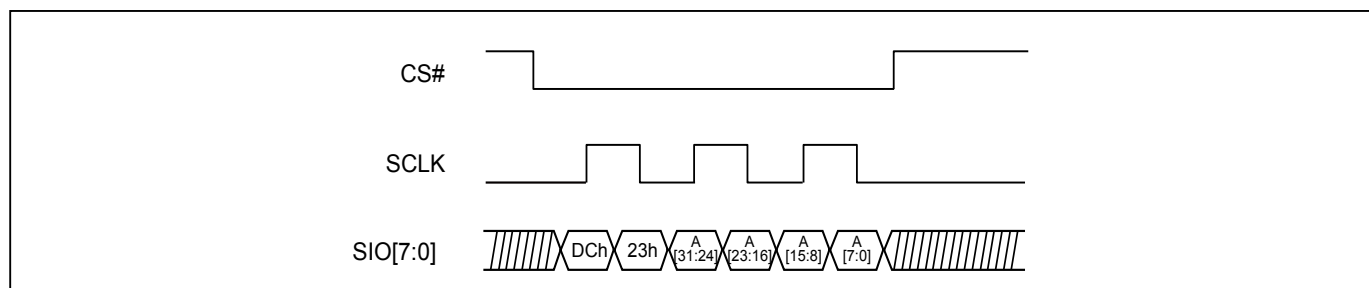 CS#
SCLK
SIO[7:0]
DCh 23h A [31:24] A [23:16] A [15:8] A [7:0]